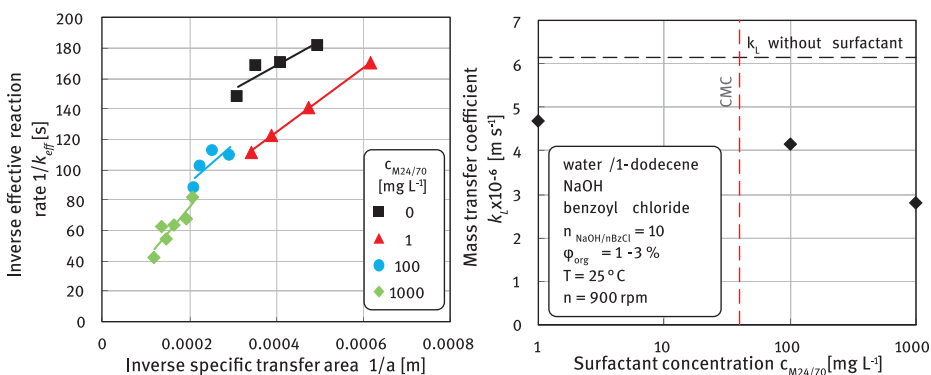 Inverse effective reaction
rate 1/k_eff [s]
200
180
160
140
120
100
80
60
40
20
0
0
0.0002
0.0004
0.0006
0.0008
Inverse specific transfer area 1/a [m]
c_M24/70
[mg L⁻¹]
0
1
100
1000
Mass transfer coefficient
k_L x10⁻⁶ [m s⁻¹]
7
6
5
4
3
2
1
0
1
10
100
1000
Surfactant concentration c_M24/70 [mg L⁻¹]
k_L without surfactant
CMC
water /1-dodecene
NaOH
benzoyl chloride
n_NaOH/nBzCl = 10
φ_org = 1 -3 %
T = 25 °C
n = 900 rpm